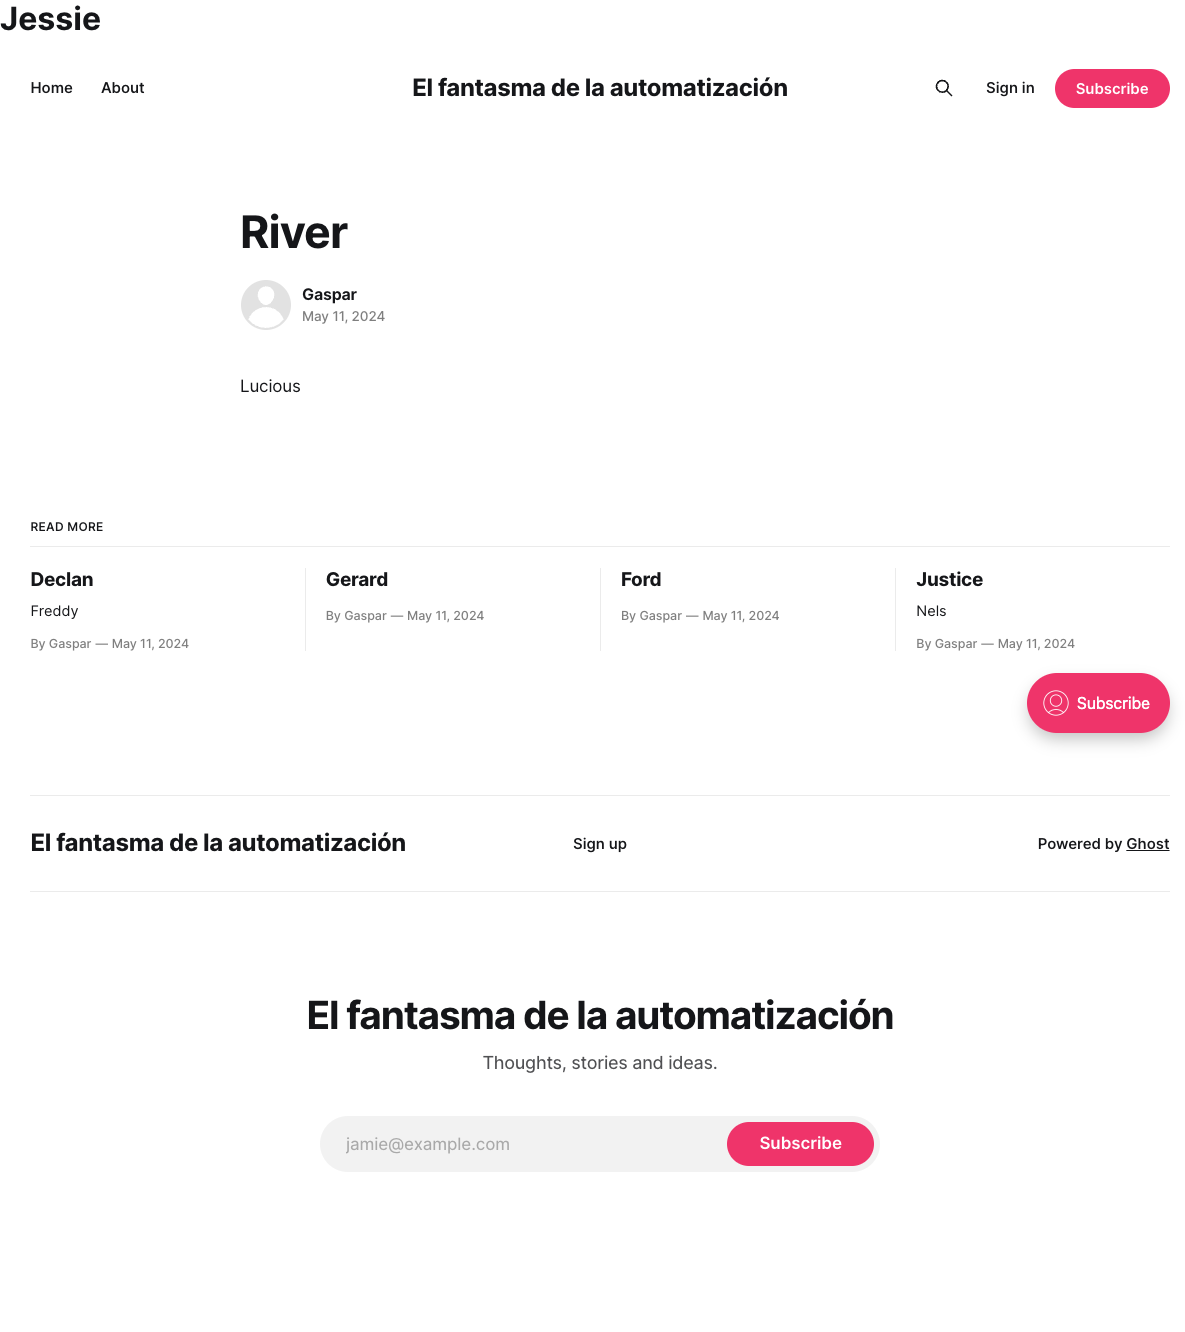 Jessie
Home About El fantasma de la automatización Sign in Subscribe
River
Gaspar
May 11, 2024
Lucious
READ MORE
Declan
Freddy
By Gaspar — May 11, 2024
Gerard
By Gaspar — May 11, 2024
Ford
By Gaspar — May 11, 2024
Justice
Nels
By Gaspar — May 11, 2024
Subscribe
El fantasma de la automatización Sign up Powered by Ghost
El fantasma de la automatización
Thoughts, stories and ideas.
jamie@example.com Subscribe